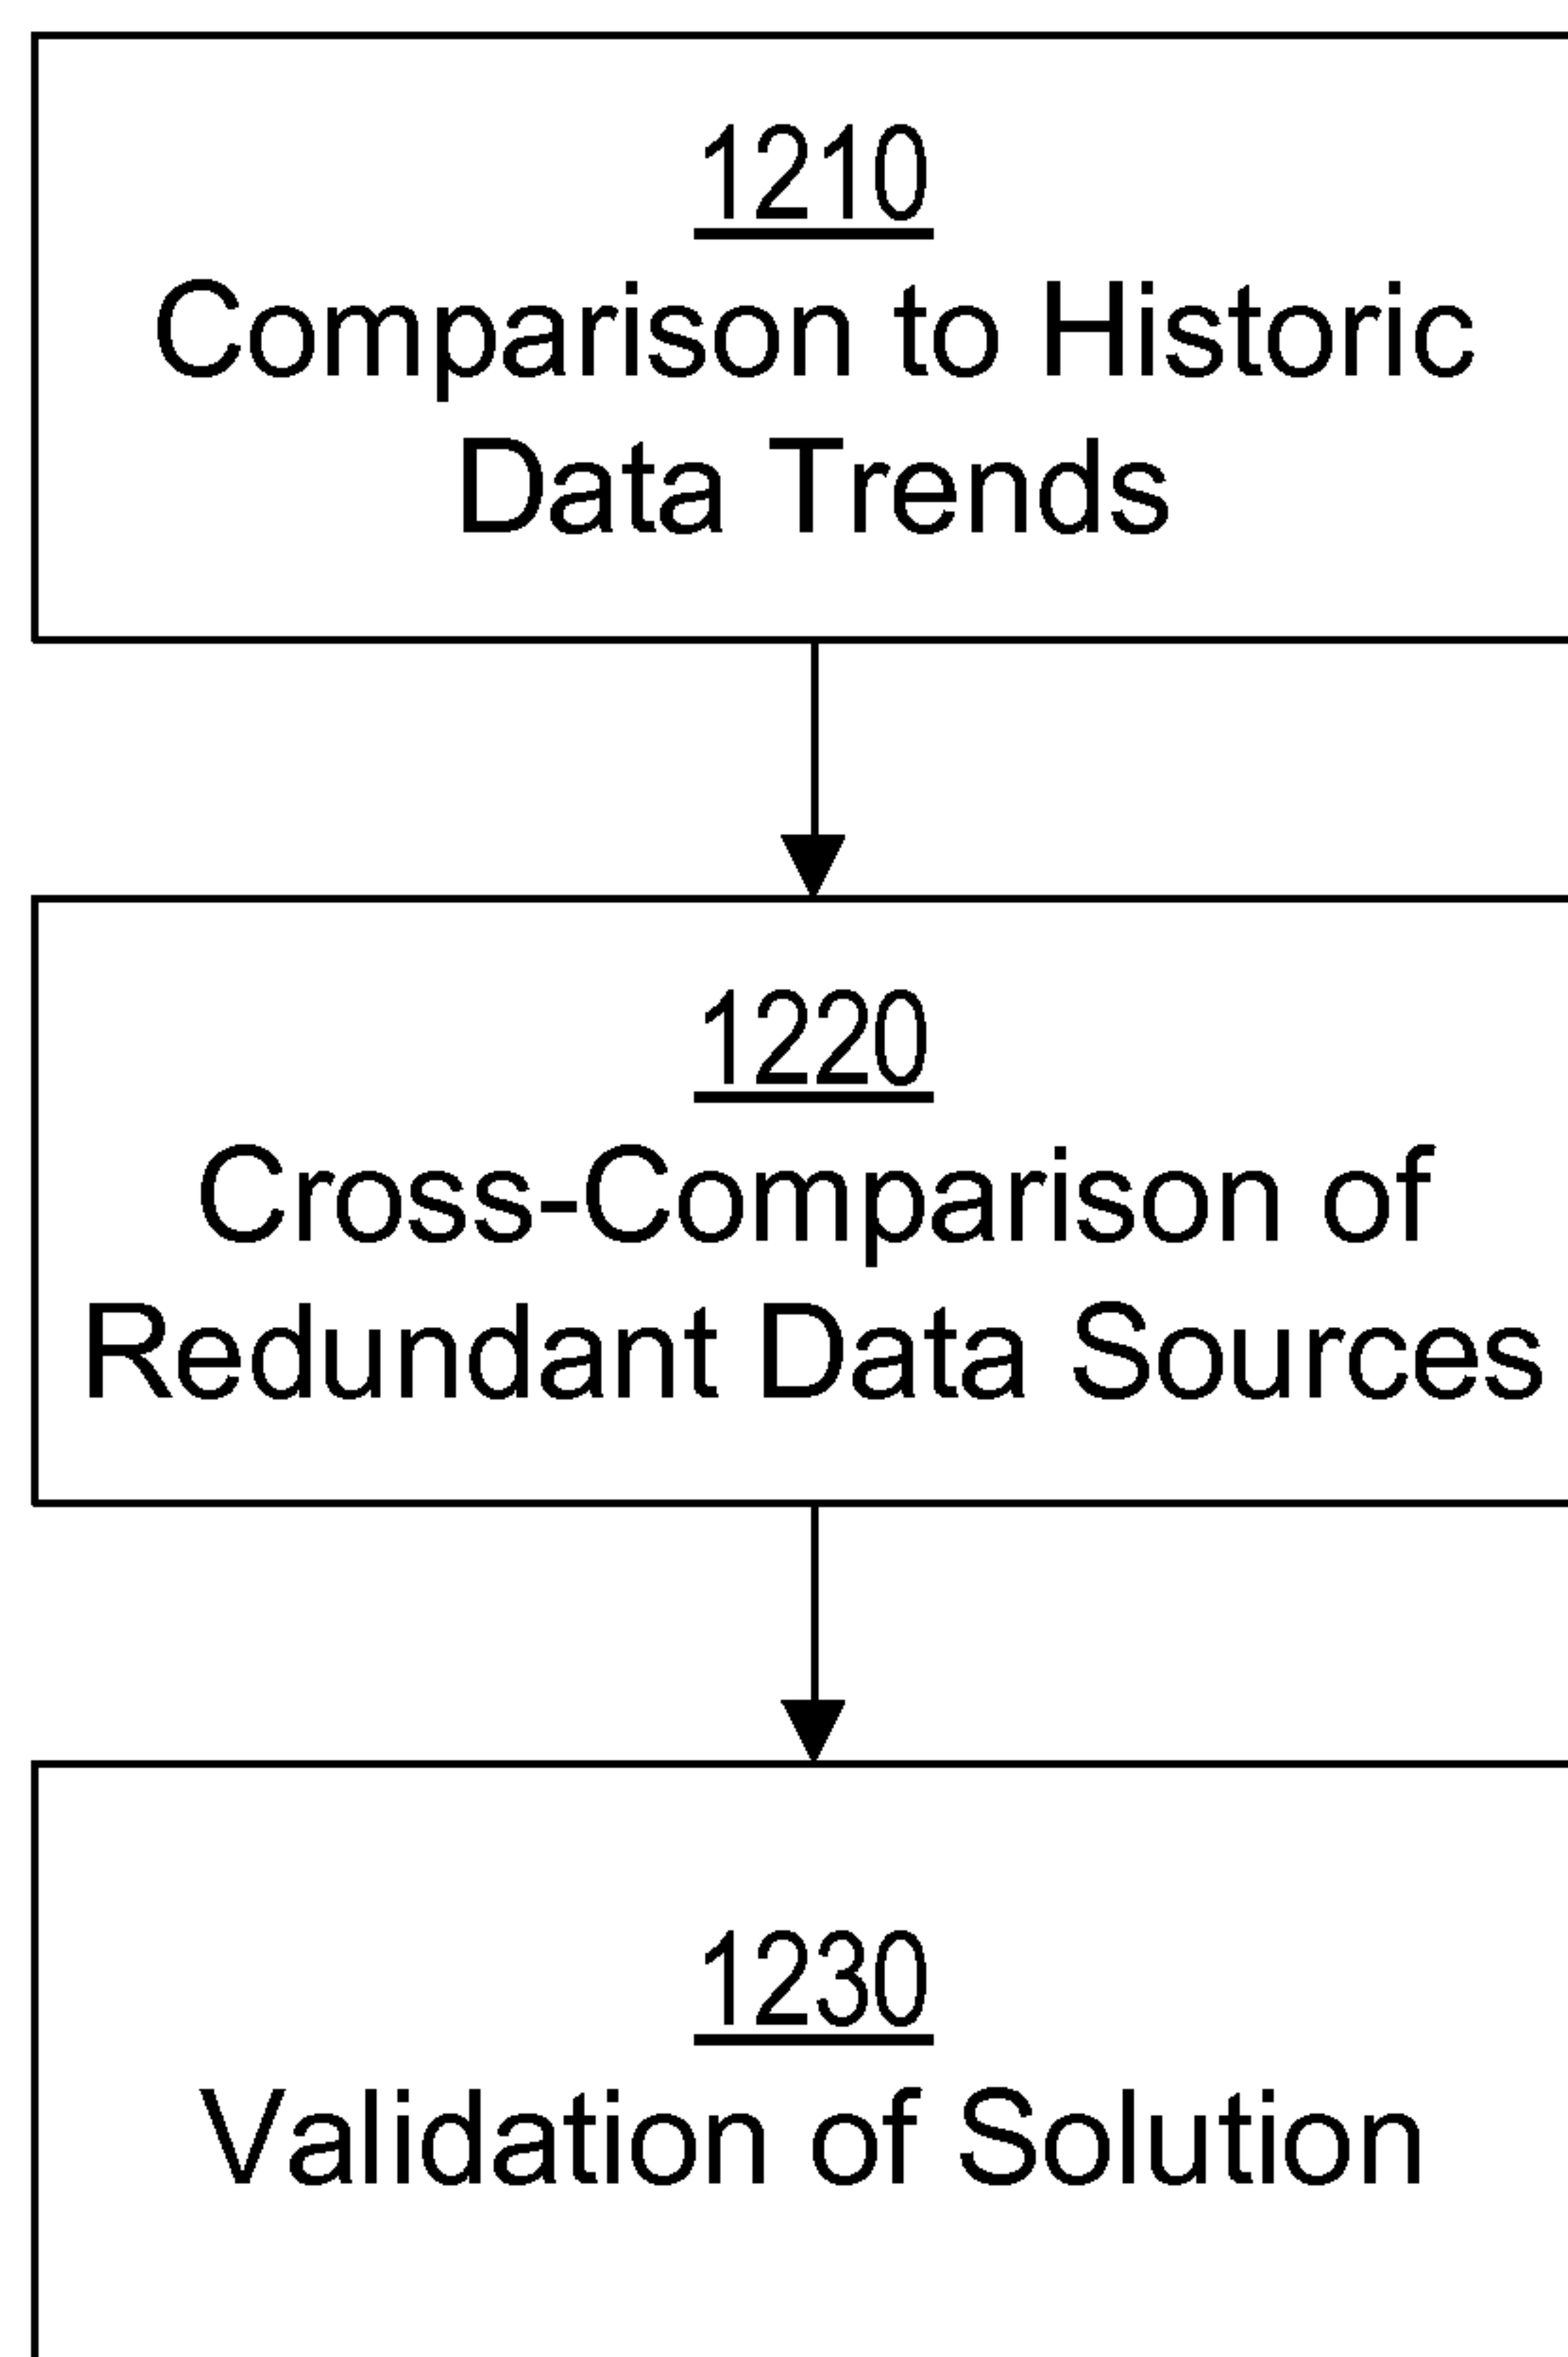 1210
Comparison to Historic
Data Trends
1220
Cross-Comparison of
Redundant Data Sources
1230
Validation of Solution